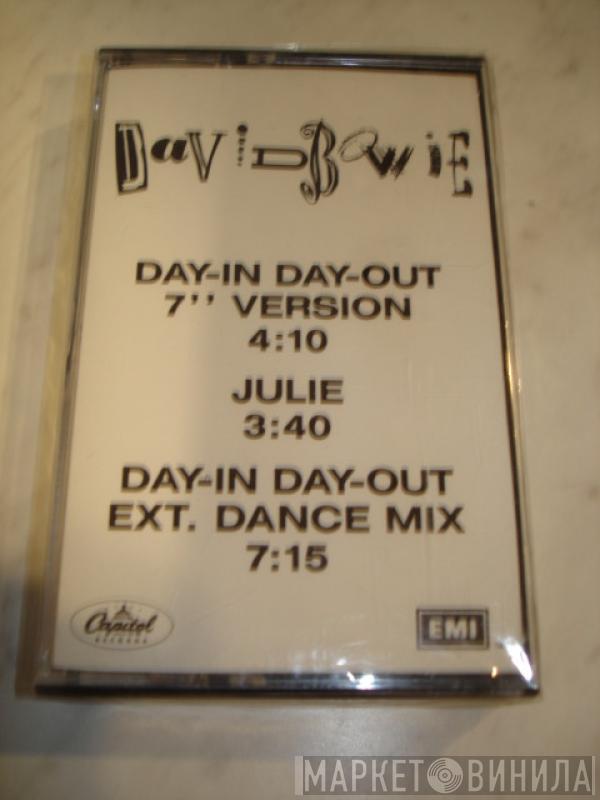 DaViDBOWiE
DAY-IN DAY-OUT
7'' VERSION
4:10
JULIE
3:40
DAY-IN DAY-OUT
EXT. DANCE MIX
7:15
Capitol
RECORDS
EMI
МАРКЕТ ВИНИЛА